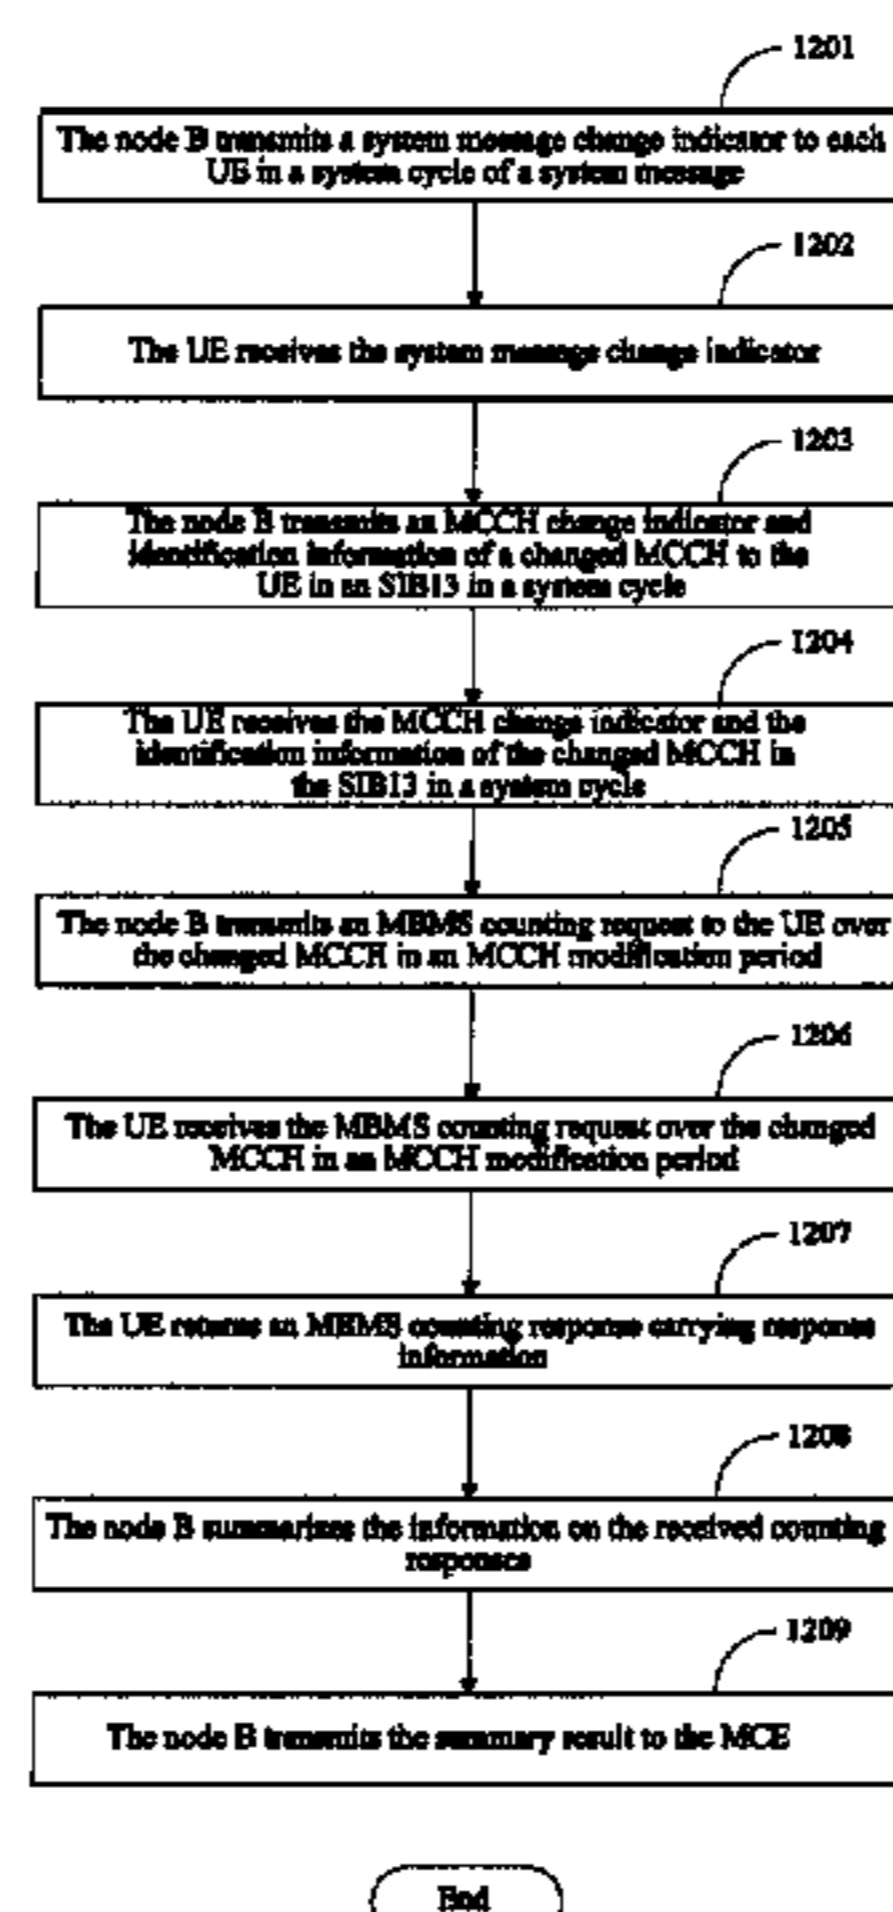 1201
The node B transmits a system message change indicator to each
UE in a system cycle of a system message
1202
The UE receives the system message change indicator
1203
The node B transmits an MCCH change indicator and
identification information of a changed MCCH to the
UE in an SIB13 in a system cycle
1204
The UE receives the MCCH change indicator and the
identification information of the changed MCCH in
the SIB13 in a system cycle
1205
The node B transmits an MBMS counting request to the UE over
the changed MCCH in an MCCH modification period
1206
The UE receives the MBMS counting request over the changed
MCCH in an MCCH modification period
1207
The UE returns an MBMS counting response carrying response
information
1208
The node B summarizes the information on the received counting
responses
1209
The node B transmits the summary result to the MCE
End